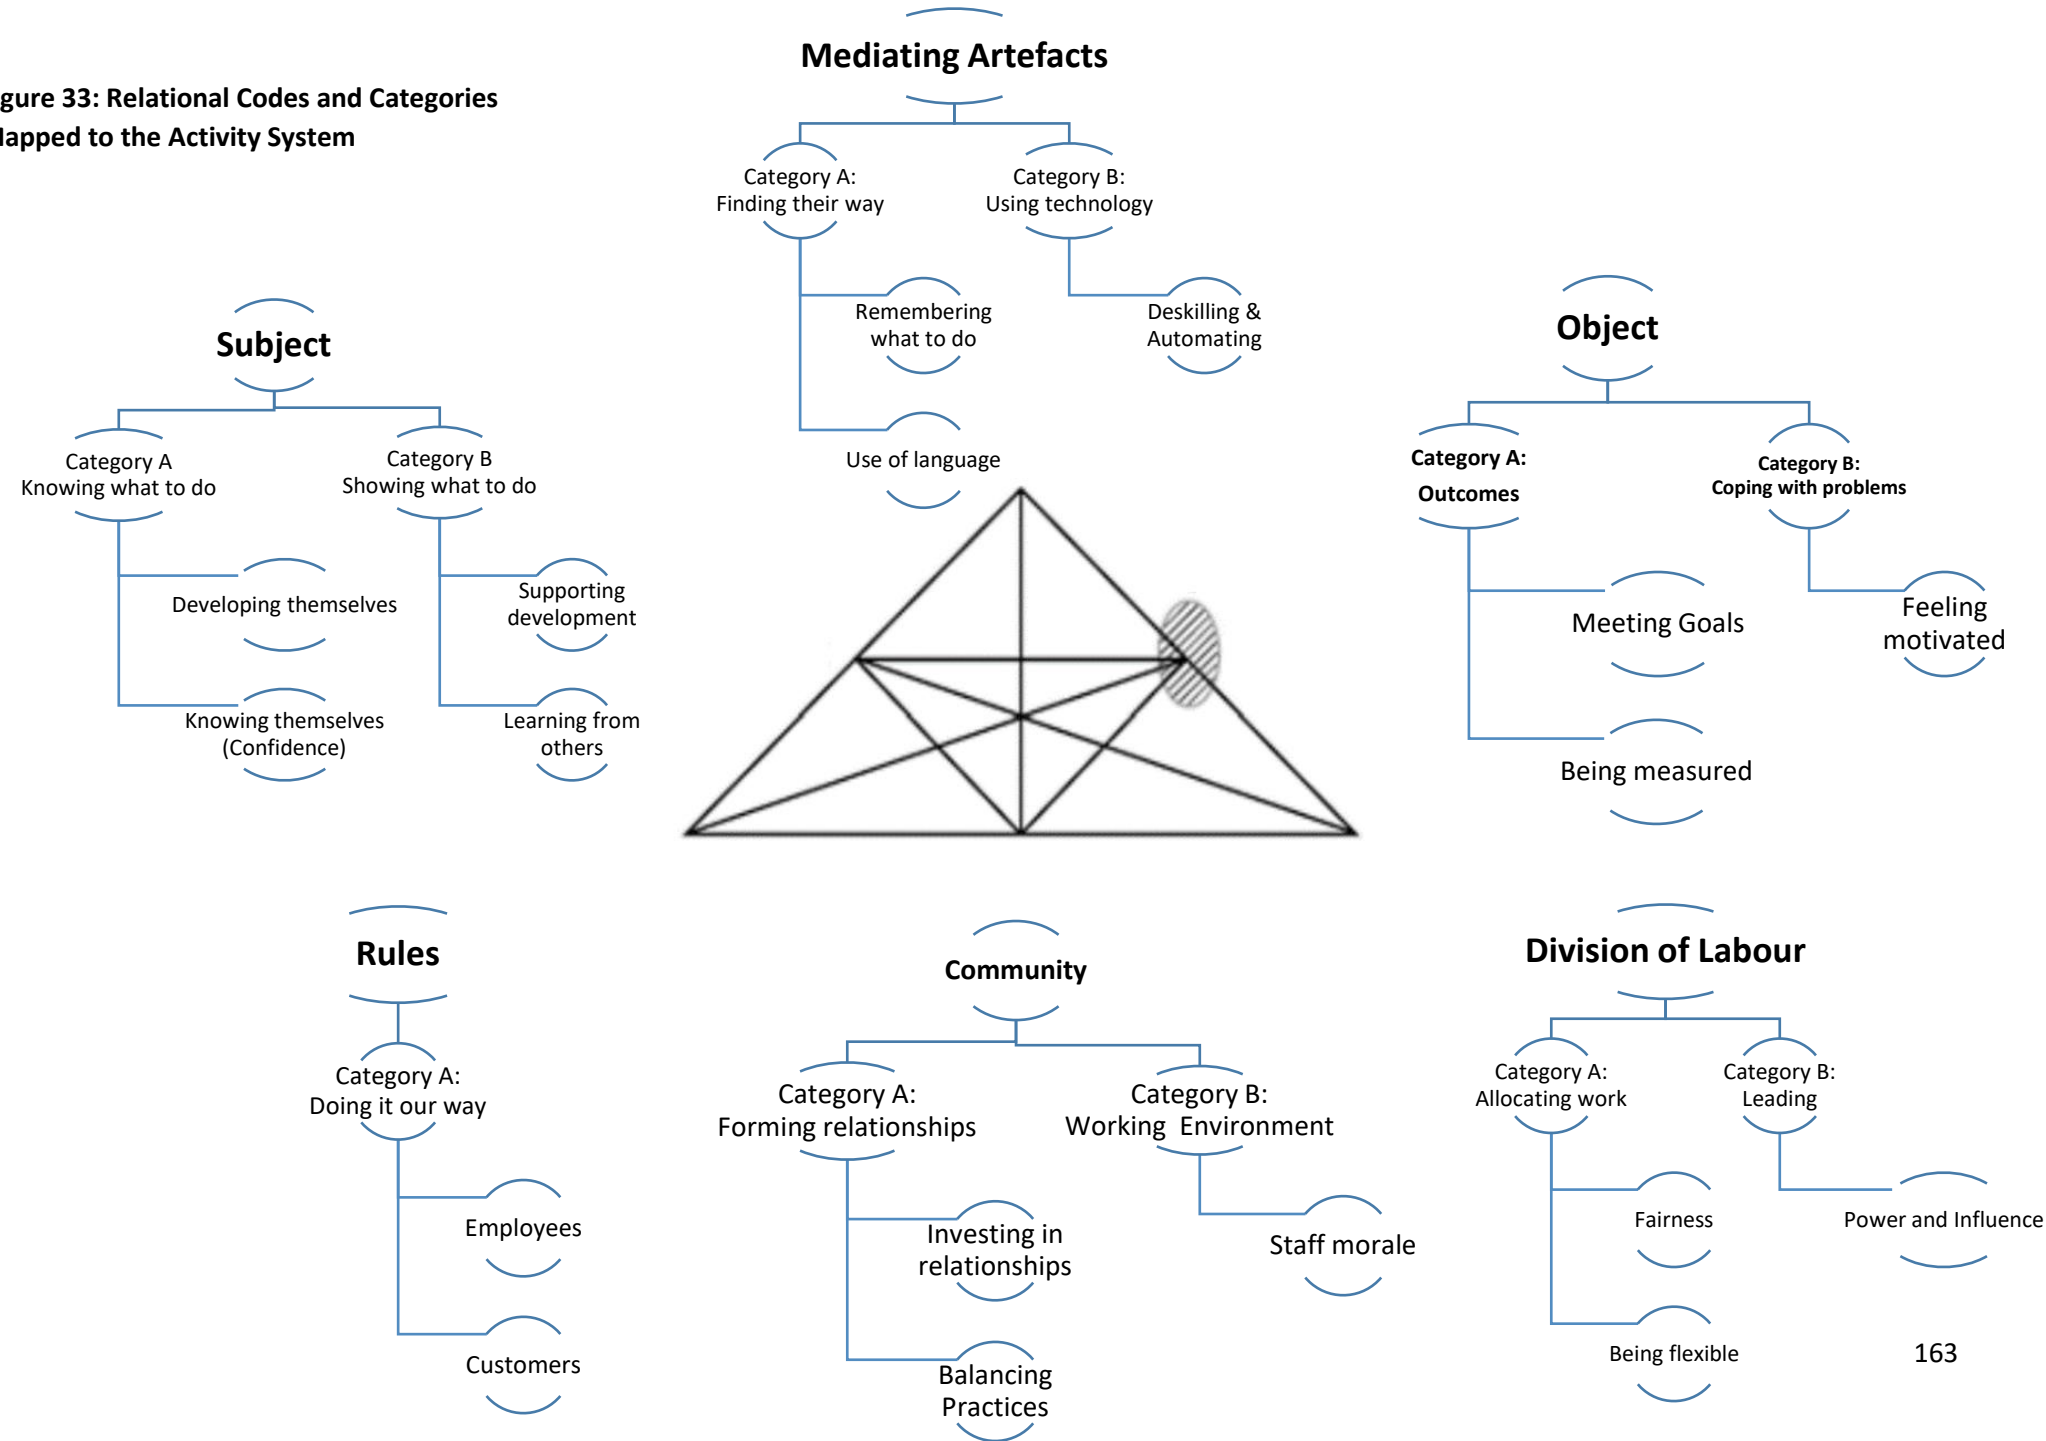 Mediating Artefacts
gure 33: Relational Codes and Categories
apped to the Activity System
Category A:
Finding their way
Category B:
Using technology
Remembering
what to do
Deskilling &
Automating
Use of language
Subject
Category A
Knowing what to do
Category B
Showing what to do
Developing themselves
Supporting
development
Knowing themselves
(Confidence)
Learning from
others
Object
Category A:
Outcomes
Category B:
Coping with problems
Meeting Goals
Feeling
motivated
Being measured
Rules
Category A:
Doing it our way
Employees
Customers
Community
Category A:
Forming relationships
Category B:
Working  Environment
Investing in
relationships
Staff morale
Balancing
Practices
Division of Labour
Category A:
Allocating work
Category B:
Leading
Fairness
Power and Influence
Being flexible
163